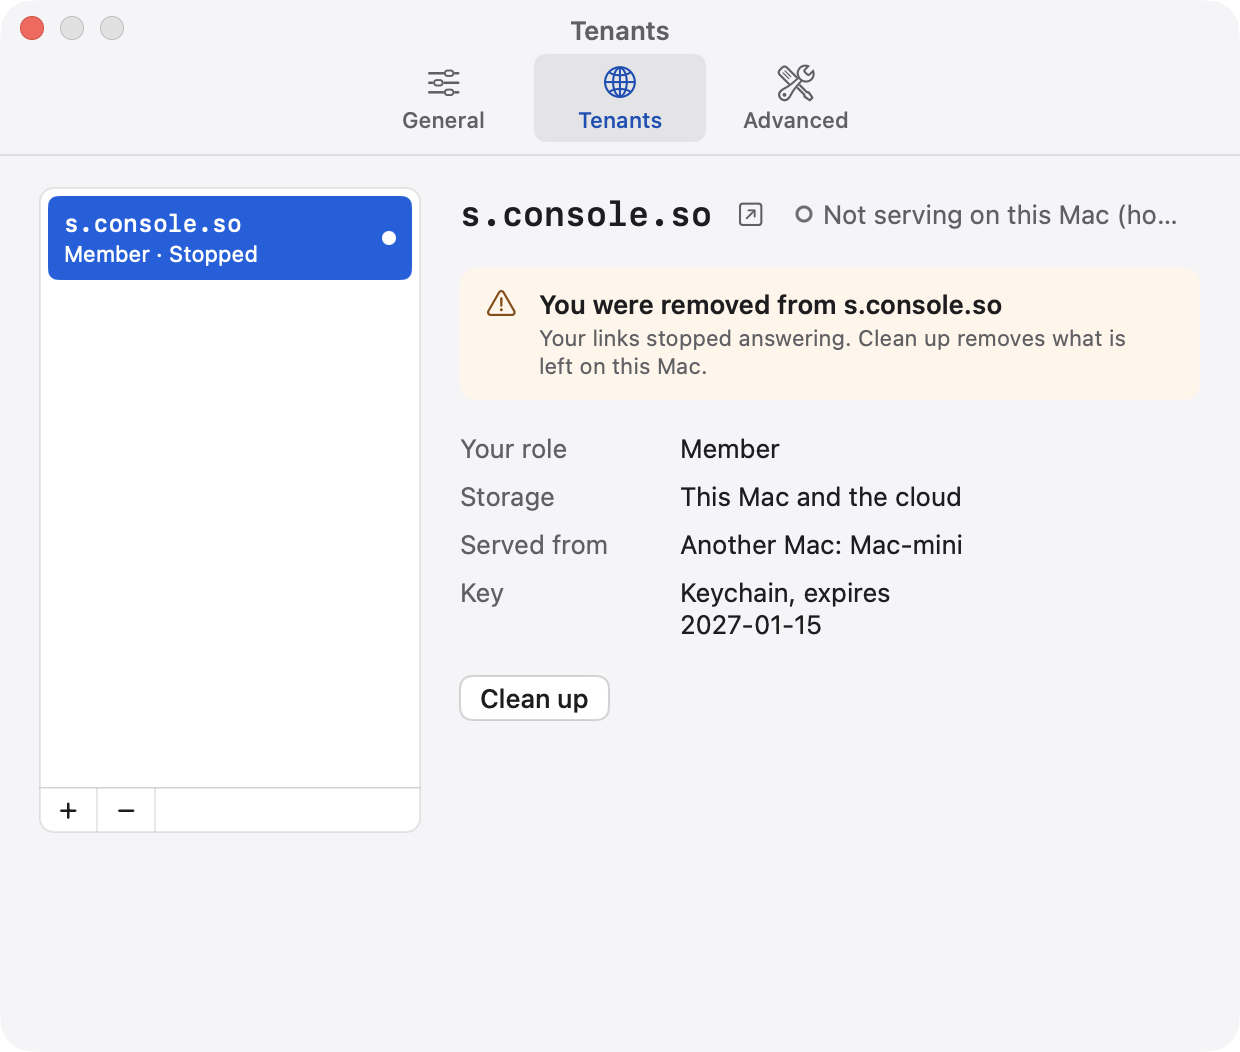 Tenants
General
Tenants
Advanced
s.console.so
Member · Stopped
s.console.so
Not serving on this Mac (ho...
You were removed from s.console.so
Your links stopped answering. Clean up removes what is
left on this Mac.
Your role
Member
Storage
This Mac and the cloud
Served from
Another Mac: Mac-mini
Key
Keychain, expires
2027-01-15
Clean up
+ −